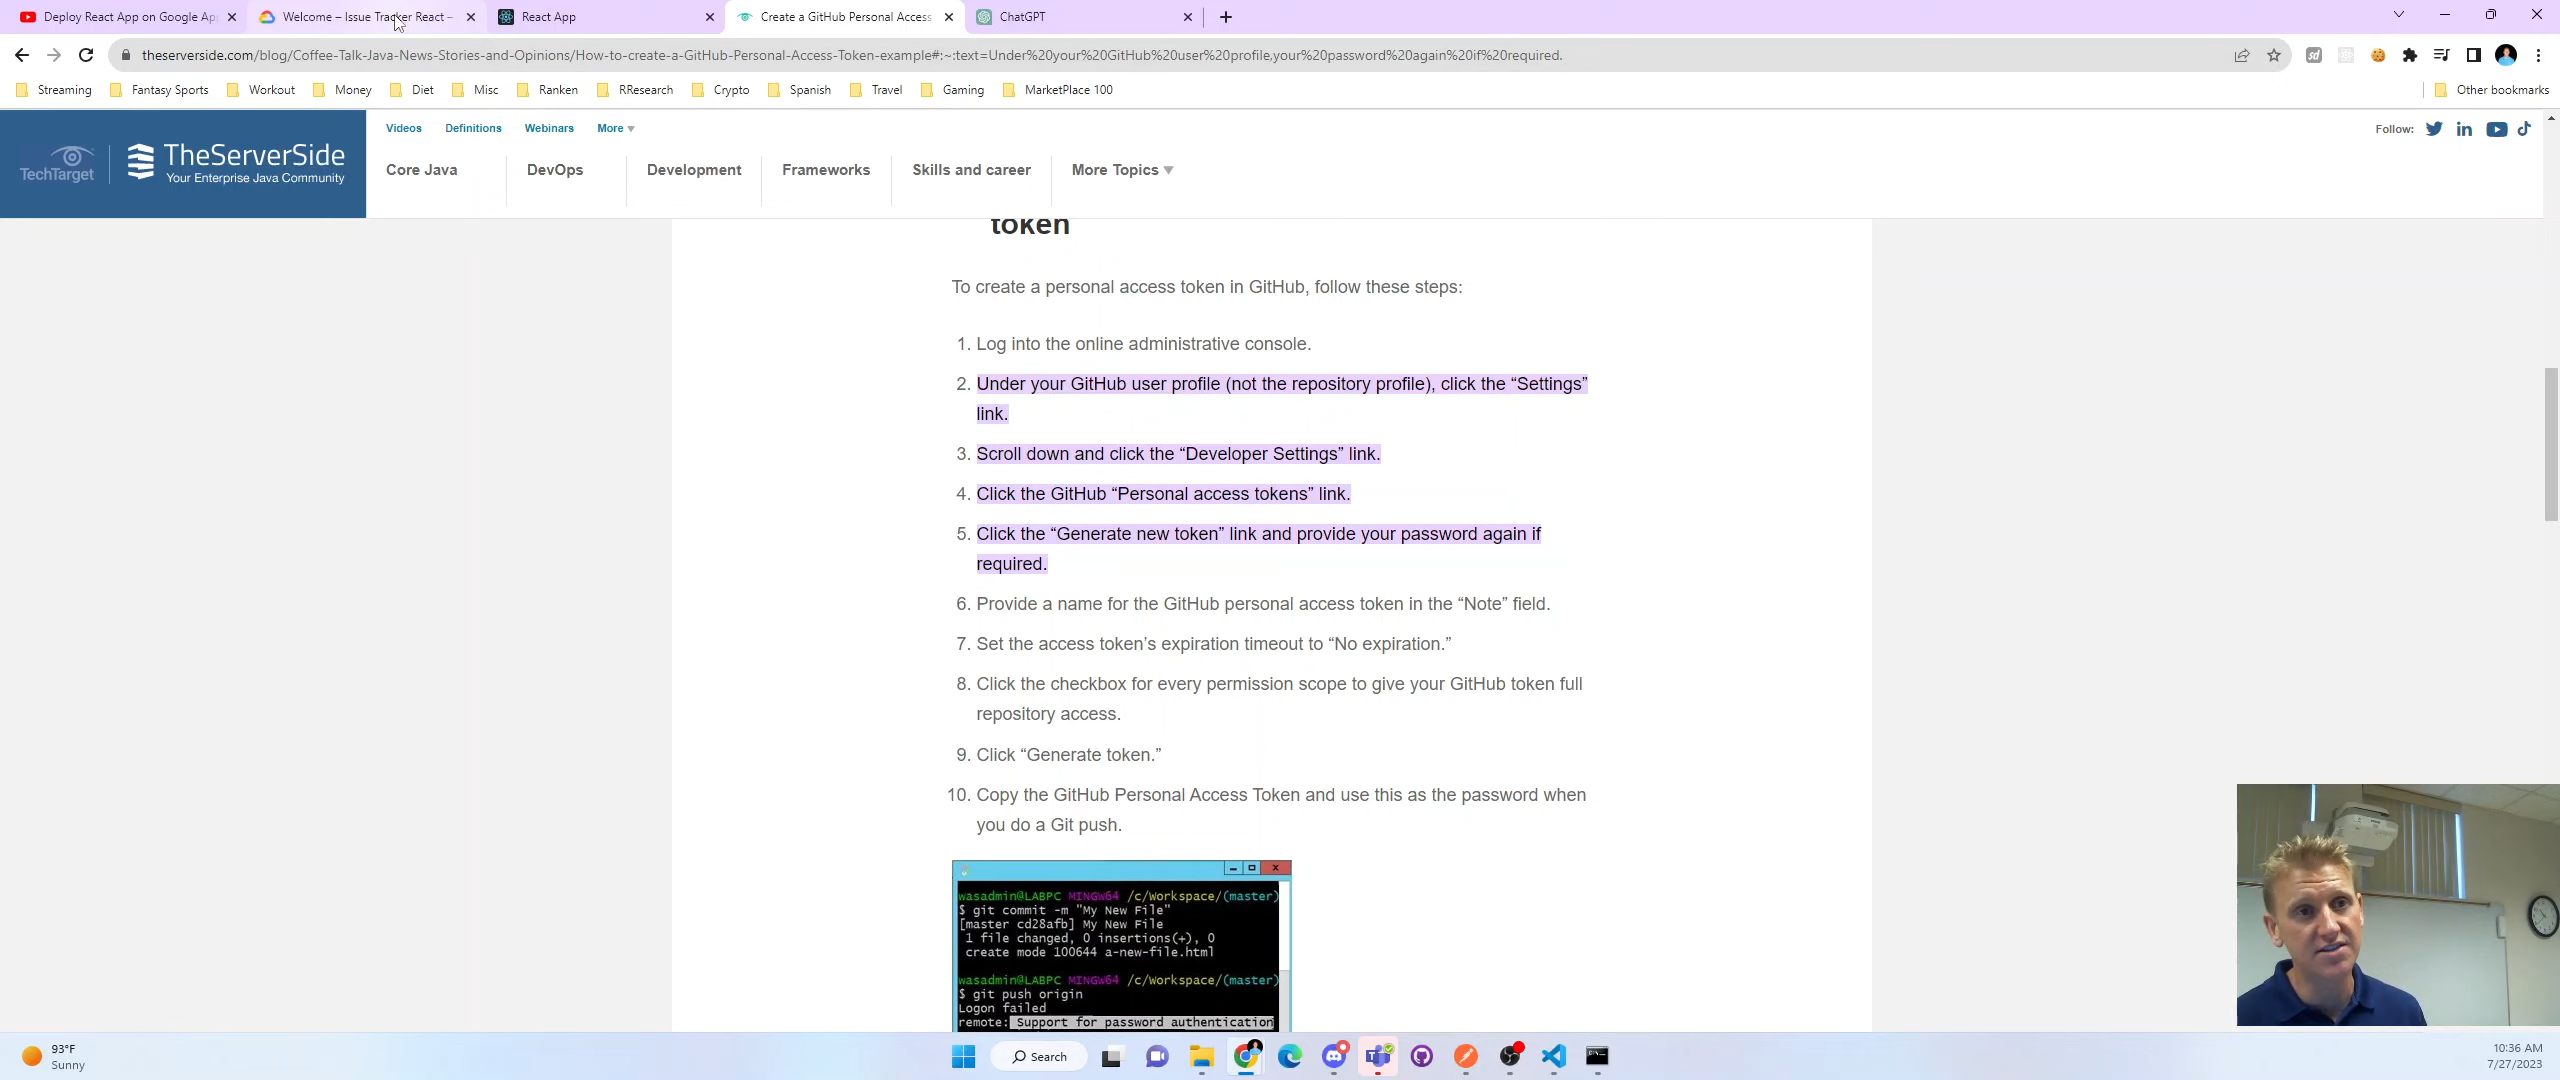 Deploy React App on Google Ap
Welcome – Issue Tracker React –
React App
Create a GitHub Personal Access
ChatGPT
theserverside.com/blog/Coffee-Talk-Java-News-Stories-and-Opinions/How-to-create-a-GitHub-Personal-Access-Token-example#:~:text=Under%20your%20GitHub%20user%20profile,your%20password%20again%20if%20required.
Streaming
Fantasy Sports
Workout
Money
Diet
Misc
Ranken
RResearch
Crypto
Spanish
Travel
Gaming
MarketPlace 100
Other bookmarks
TechTarget
TheServerSide
Your Enterprise Java Community
Videos
Definitions
Webinars
More
Follow:
Core Java
DevOps
Development
Frameworks
Skills and career
More Topics
token
To create a personal access token in GitHub, follow these steps:
1. Log into the online administrative console.
2. Under your GitHub user profile (not the repository profile), click the “Settings”
link.
3. Scroll down and click the “Developer Settings” link.
4. Click the GitHub “Personal access tokens” link.
5. Click the “Generate new token” link and provide your password again if
required.
6. Provide a name for the GitHub personal access token in the “Note” field.
7. Set the access token’s expiration timeout to “No expiration.”
8. Click the checkbox for every permission scope to give your GitHub token full
repository access.
9. Click “Generate token.”
10. Copy the GitHub Personal Access Token and use this as the password when
you do a Git push.
wasadmin@LABPC MINGW64 /c/Workspace/(master)
$ git commit -m "My New File"
[master cd28afb] My New File
1 file changed, 0 insertions(+), 0
create mode 100644 a-new-file.html
wasadmin@LABPC MINGW64 /c/Workspace/(master)
$ git push origin
Logon failed
remote: Support for password authentication
93°F
Sunny
Search
10:36 AM
7/27/2023